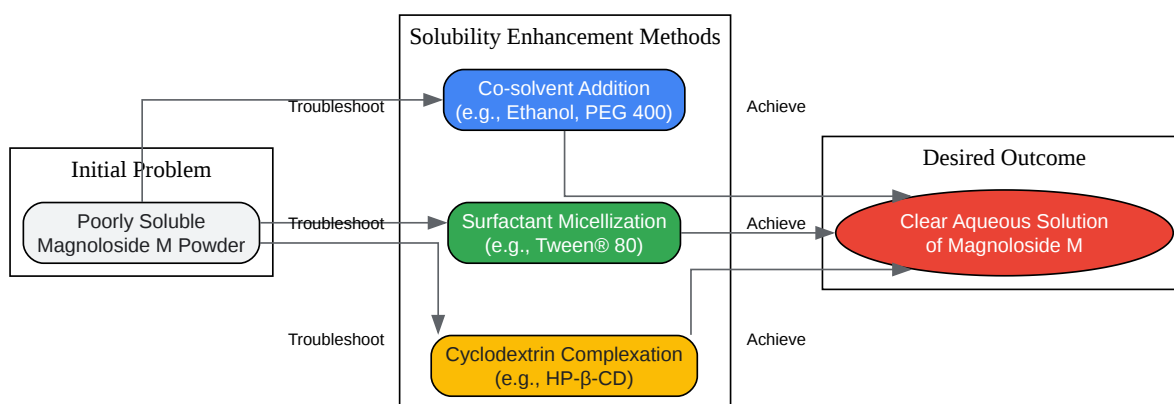 Solubility Enhancement Methods
Co-solvent Addition
(e.g., Ethanol, PEG 400)
Troubleshoot
Achieve
Initial Problem
Desired Outcome
Poorly Soluble
Magnoloside M Powder
Troubleshoot
Surfactant Micellization
(e.g., Tween® 80)
Achieve
Clear Aqueous Solution
of Magnoloside M
Troubleshoot
Cyclodextrin Complexation
(e.g., HP-β-CD)
Achieve